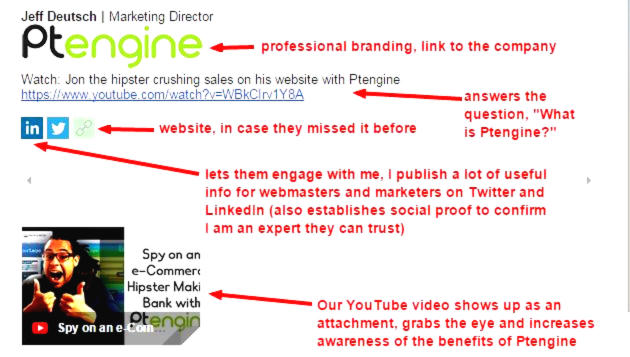 Jeff Deutsch | Marketing Director
Ptengine
professional branding, link to the company
Watch: Jon the hipster crushing sales on his website with Ptengine
https://www.youtube.com/watch?v=WBkClrv1Y8A
answers the
question, "What
is Ptengine?"
in
website, in case they missed it before
lets them engage with me, I publish a lot of useful
info for webmasters and marketers on Twitter and
LinkedIn (also establishes social proof to confirm
I am an expert they can trust)
Spy on an
e-Commerc
Hipster Maki
Bank with
Ptengin
Spy on an e-Com
Our YouTube video shows up as an
attachment, grabs the eye and increases
awareness of the benefits of Ptengine